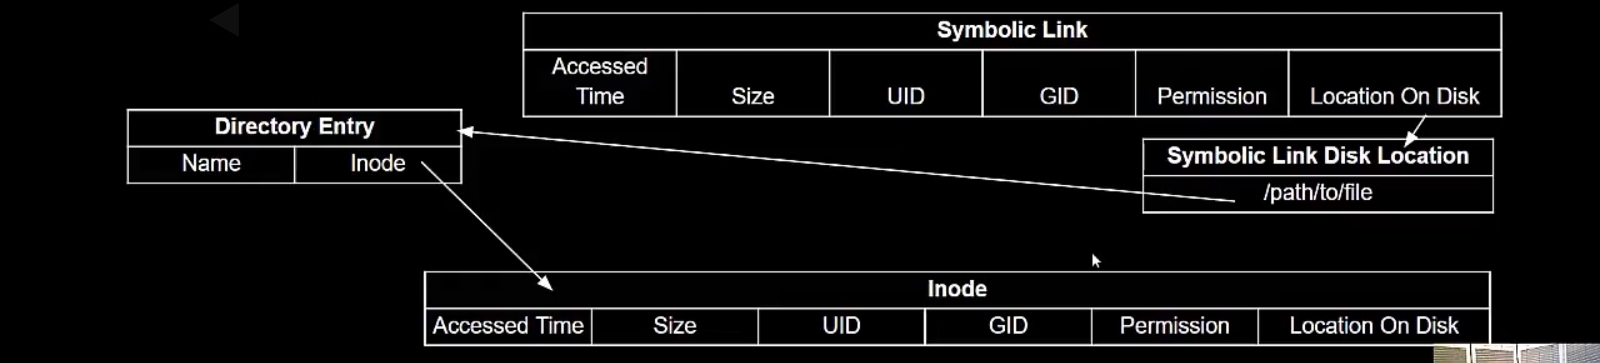 Symbolic Link
Accessed Time Size UID GID Permission Location On Disk
Directory Entry
Name Inode
Symbolic Link Disk Location
/path/to/file
Inode
Accessed Time Size UID GID Permission Location On Disk